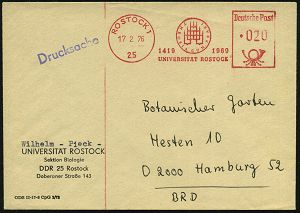 ROSTOCK 1
17. 2. 76
25
1419 1969
UNIVERSITÄT ROSTOCK
Deutsche Post
020
Drucksache
Botanischer Garten
Hesten 10
D 2000 Hamburg 52
BRD
Wilhelm - Pieck -
UNIVERSITÄT ROSTOCK
Sektion Biologie
DDR 25 Rostock
Doberaner Straße 143